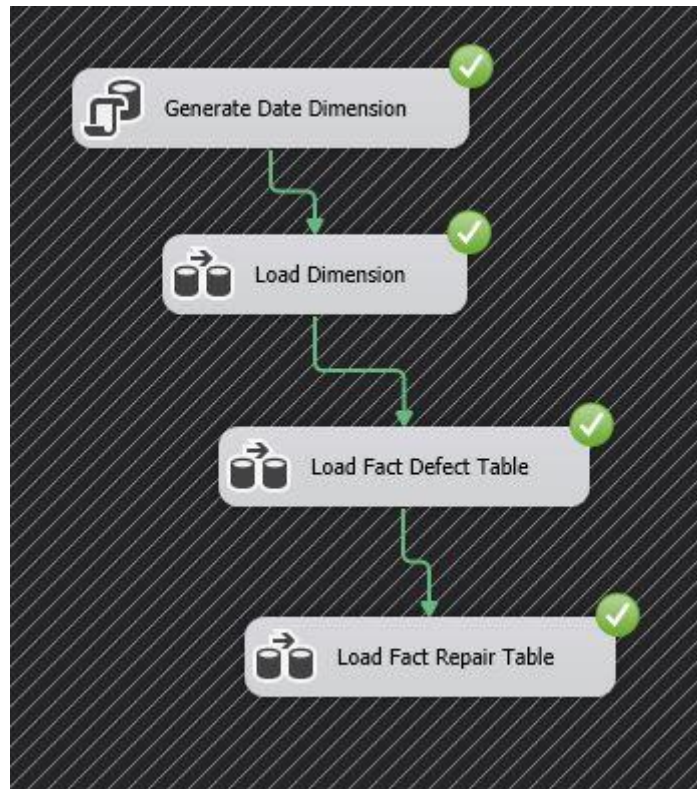 Generate Date Dimension
Load Dimension
Load Fact Defect Table
Load Fact Repair Table